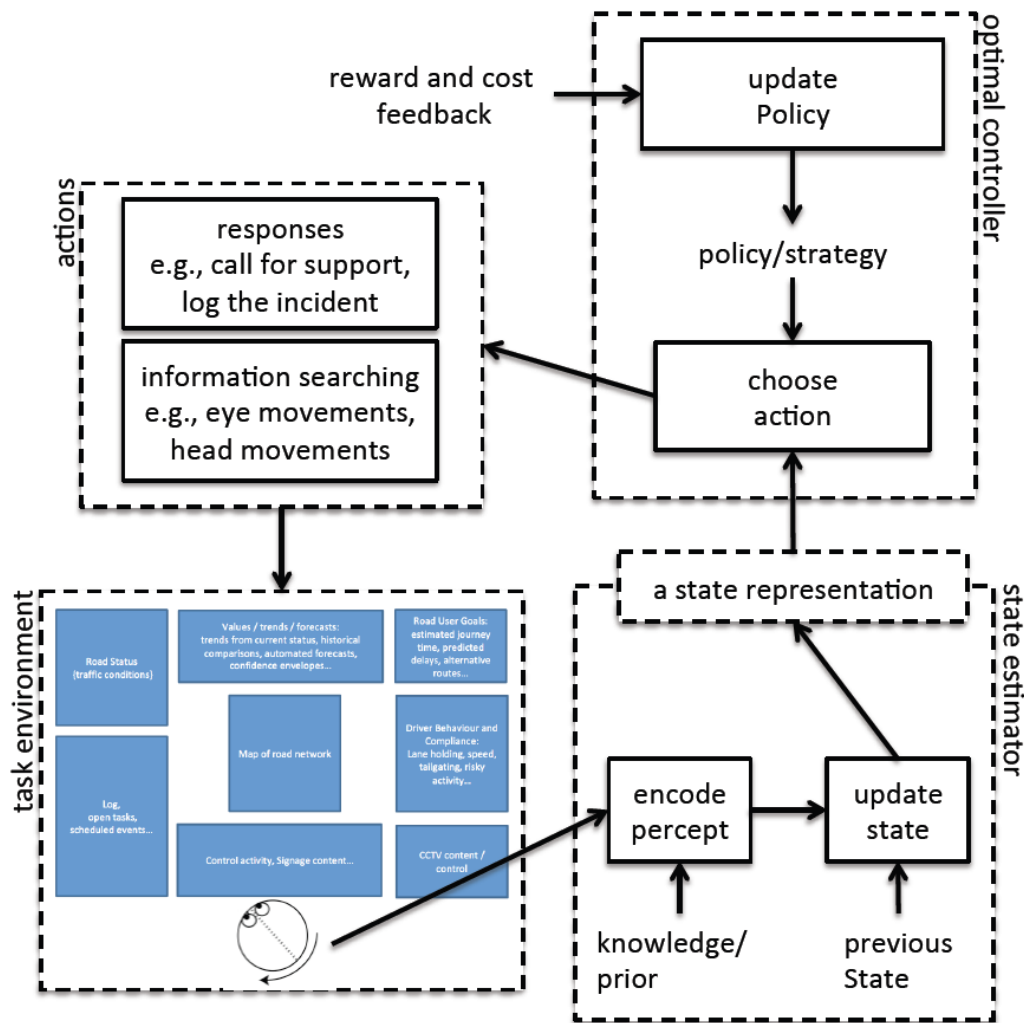 optimal controller
reward and cost
feedback
update
Policy
policy/strategy
choose
action
actions
responses
e.g., call for support,
log the incident
information searching
e.g., eye movements,
head movements
task environment
Road Status
(traffic conditions)
Values / trends / forecasts:
trends from current status, historical
comparisons, automated forecasts,
confidence envelopes...
Road User Goals:
estimated journey
time, predicted
delays, alternative
routes...
Map of road network
Driver Behaviour and
Compliance:
Lane holding, speed,
tailgating, risky
activity...
Log,
open tasks,
scheduled events...
Control activity, Signage content...
CCTV content /
control
state estimator
a state representation
encode
percept
update
state
knowledge/
prior
previous
State